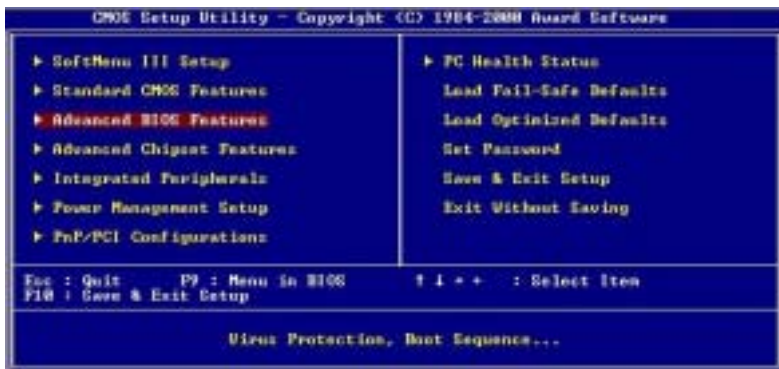 CMOS Setup Utility - Copyright (C) 1984-2000 Award Software
SoftMenu III Setup
Standard CMOS Features
Advanced BIOS Features
Advanced Chipset Features
Integrated Peripherals
Power Management Setup
PnP/PCI Configurations
PC Health Status
Load Fail-Safe Defaults
Load Optimized Defaults
Set Password
Save & Exit Setup
Exit Without Saving
Esc : Quit F9 : Menu in BIOS ↑ ↓ → ← : Select Item
F10 : Save & Exit Setup
Virus Protection, Boot Sequence...